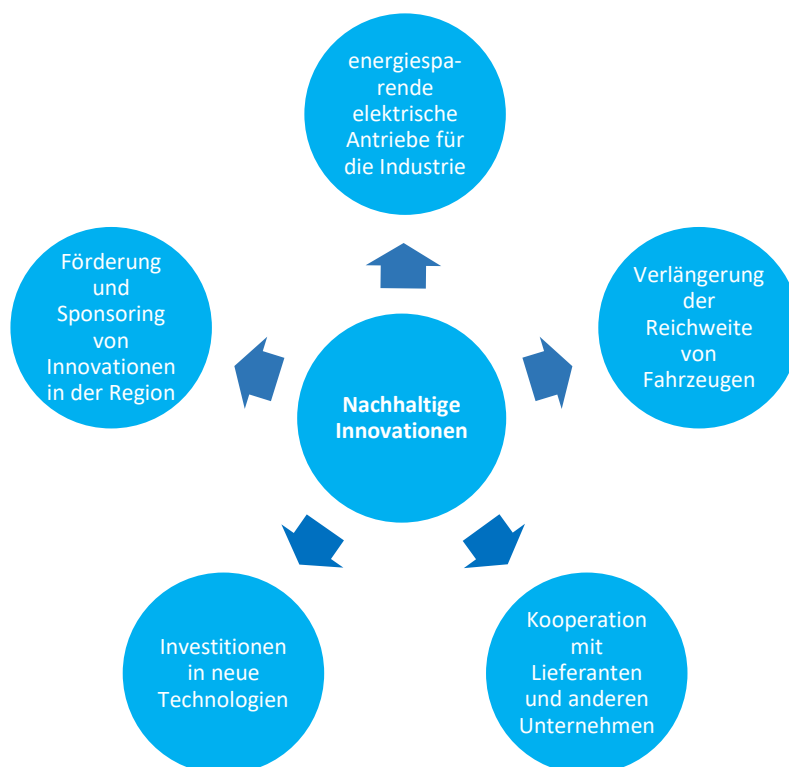 energiespa-
rende
elektrische
Antriebe für
die Industrie
Förderung
und
Sponsoring
von
Innovationen
in der Region
Verlängerung
der
Reichweite
von
Fahrzeugen
Nachhaltige
Innovationen
Investitionen
in neue
Technologien
Kooperation
mit
Lieferanten
und anderen
Unternehmen